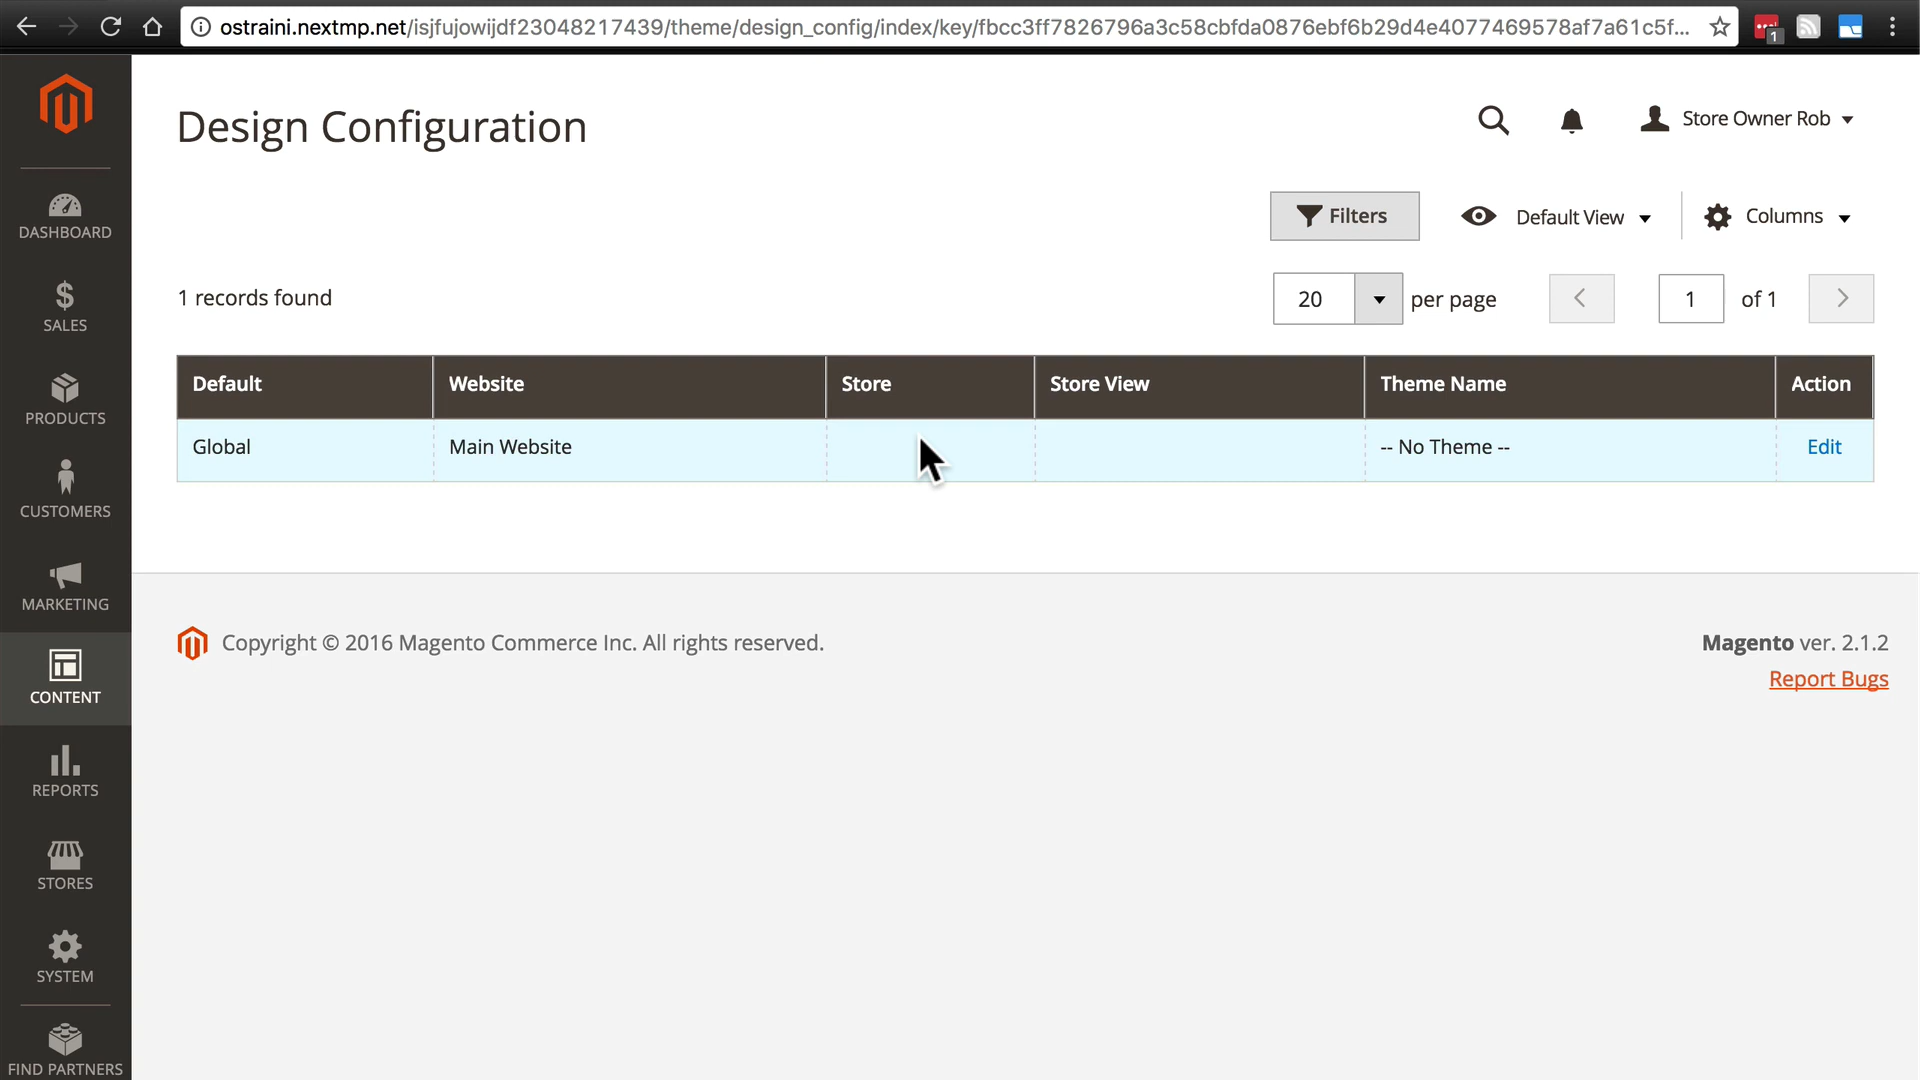 ostraini.nextmp.net/isjfujowijdf23048217439/theme/design_config/index/key/fbcc3ff7826796a3c58cbfda0876ebf6b29d4e4077469578af7a61c5f...
1
Design Configuration
Store Owner Rob
Filters
Default View
Columns
1 records found
20
per page
1
of 1
Default Website Store Store View Theme Name Action
Global Main Website -- No Theme -- Edit
DASHBOARD
SALES
PRODUCTS
CUSTOMERS
MARKETING
CONTENT
REPORTS
STORES
SYSTEM
FIND PARTNERS
Copyright © 2016 Magento Commerce Inc. All rights reserved.
Magento ver. 2.1.2
Report Bugs